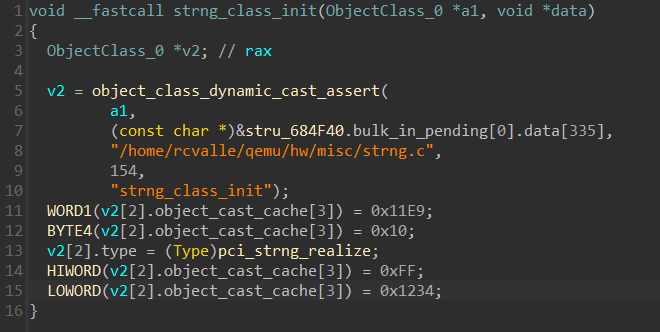 1 void __fastcall strng_class_init(ObjectClass_0 *a1, void *data)
2 {
3   ObjectClass_0 *v2; // rax
4
5   v2 = object_class_dynamic_cast_assert(
6          a1,
7          (const char *)&stru_684F40.bulk_in_pending[0].data[335],
8          "/home/rcvalle/qemu/hw/misc/strng.c",
9          154,
10          "strng_class_init");
11   WORD1(v2[2].object_cast_cache[3]) = 0x11E9;
12   BYTE4(v2[2].object_cast_cache[3]) = 0x10;
13   v2[2].type = (Type)pci_strng_realize;
14   HIWORD(v2[2].object_cast_cache[3]) = 0xFF;
15   LOWORD(v2[2].object_cast_cache[3]) = 0x1234;
16 }